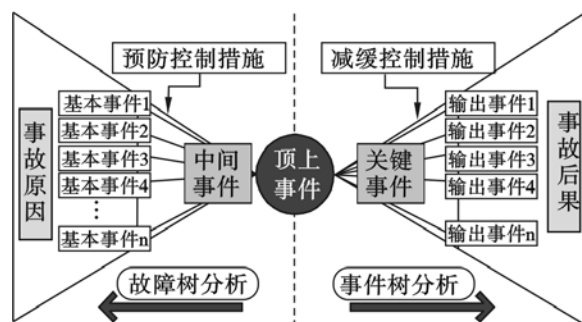 预防控制措施
减缓控制措施
事故原因
基本事件1
基本事件2
基本事件3
基本事件4
⋮
基本事件n
中间
事件
顶上
事件
关键
事件
输出事件1
输出事件2
输出事件3
输出事件4
输出事件n
事故后果
故障树分析
事件树分析